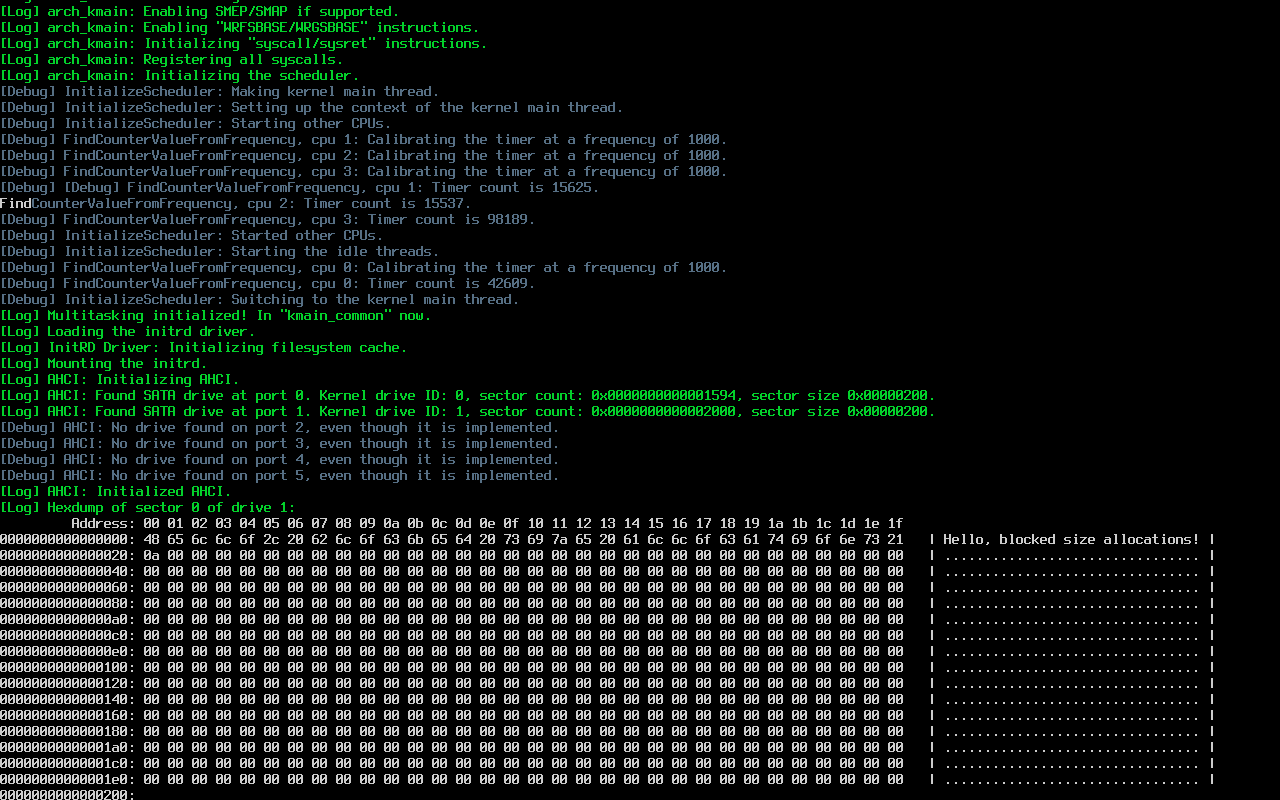 [Log] arch_kmain: Enabling SMEP/SMAP if supported.
[Log] arch_kmain: Enabling "WRFSBASE/WRGSBASE" instructions.
[Log] arch_kmain: Initializing "syscall/sysret" instructions.
[Log] arch_kmain: Registering all syscalls.
[Log] arch_kmain: Initializing the scheduler.
[Debug] InitializeScheduler: Making kernel main thread.
[Debug] InitializeScheduler: Setting up the context of the kernel main thread.
[Debug] InitializeScheduler: Starting other CPUs.
[Debug] FindCounterValueFromFrequency, cpu 1: Calibrating the timer at a frequency of 1000.
[Debug] FindCounterValueFromFrequency, cpu 2: Calibrating the timer at a frequency of 1000.
[Debug] FindCounterValueFromFrequency, cpu 3: Calibrating the timer at a frequency of 1000.
[Debug] [Debug] FindCounterValueFromFrequency, cpu 1: Timer count is 15625.
FindCounterValueFromFrequency, cpu 2: Timer count is 15537.
[Debug] FindCounterValueFromFrequency, cpu 3: Timer count is 98189.
[Debug] InitializeScheduler: Started other CPUs.
[Debug] InitializeScheduler: Starting the idle threads.
[Debug] FindCounterValueFromFrequency, cpu 0: Calibrating the timer at a frequency of 1000.
[Debug] FindCounterValueFromFrequency, cpu 0: Timer count is 42609.
[Debug] InitializeScheduler: Switching to the kernel main thread.
[Log] Multitasking initialized! In "kmain_common" now.
[Log] Loading the initrd driver.
[Log] InitRD Driver: Initializing filesystem cache.
[Log] Mounting the initrd.
[Log] AHCI: Initializing AHCI.
[Log] AHCI: Found SATA drive at port 0. Kernel drive ID: 0, sector count: 0x0000000000001594, sector size 0x00000200.
[Log] AHCI: Found SATA drive at port 1. Kernel drive ID: 1, sector count: 0x0000000000002000, sector size 0x00000200.
[Debug] AHCI: No drive found on port 2, even though it is implemented.
[Debug] AHCI: No drive found on port 3, even though it is implemented.
[Debug] AHCI: No drive found on port 4, even though it is implemented.
[Debug] AHCI: No drive found on port 5, even though it is implemented.
[Log] AHCI: Initialized AHCI.
[Log] Hexdump of sector 0 of drive 1:
Address: 00 01 02 03 04 05 06 07 08 09 0a 0b 0c 0d 0e 0f 10 11 12 13 14 15 16 17 18 19 1a 1b 1c 1d 1e 1f
0000000000000000: 48 65 6c 6c 6f 2c 20 62 6c 6f 63 6b 65 64 20 73 69 7a 65 20 61 6c 6c 6f 63 61 74 69 6f 6e 73 21 | Hello, blocked size allocations! |
0000000000000020: 0a 00 00 00 00 00 00 00 00 00 00 00 00 00 00 00 00 00 00 00 00 00 00 00 00 00 00 00 00 00 00 00 | ................................ |
0000000000000040: 00 00 00 00 00 00 00 00 00 00 00 00 00 00 00 00 00 00 00 00 00 00 00 00 00 00 00 00 00 00 00 00 | ................................ |
0000000000000060: 00 00 00 00 00 00 00 00 00 00 00 00 00 00 00 00 00 00 00 00 00 00 00 00 00 00 00 00 00 00 00 00 | ................................ |
0000000000000080: 00 00 00 00 00 00 00 00 00 00 00 00 00 00 00 00 00 00 00 00 00 00 00 00 00 00 00 00 00 00 00 00 | ................................ |
00000000000000a0: 00 00 00 00 00 00 00 00 00 00 00 00 00 00 00 00 00 00 00 00 00 00 00 00 00 00 00 00 00 00 00 00 | ................................ |
00000000000000c0: 00 00 00 00 00 00 00 00 00 00 00 00 00 00 00 00 00 00 00 00 00 00 00 00 00 00 00 00 00 00 00 00 | ................................ |
00000000000000e0: 00 00 00 00 00 00 00 00 00 00 00 00 00 00 00 00 00 00 00 00 00 00 00 00 00 00 00 00 00 00 00 00 | ................................ |
0000000000000100: 00 00 00 00 00 00 00 00 00 00 00 00 00 00 00 00 00 00 00 00 00 00 00 00 00 00 00 00 00 00 00 00 | ................................ |
0000000000000120: 00 00 00 00 00 00 00 00 00 00 00 00 00 00 00 00 00 00 00 00 00 00 00 00 00 00 00 00 00 00 00 00 | ................................ |
0000000000000140: 00 00 00 00 00 00 00 00 00 00 00 00 00 00 00 00 00 00 00 00 00 00 00 00 00 00 00 00 00 00 00 00 | ................................ |
0000000000000160: 00 00 00 00 00 00 00 00 00 00 00 00 00 00 00 00 00 00 00 00 00 00 00 00 00 00 00 00 00 00 00 00 | ................................ |
0000000000000180: 00 00 00 00 00 00 00 00 00 00 00 00 00 00 00 00 00 00 00 00 00 00 00 00 00 00 00 00 00 00 00 00 | ................................ |
00000000000001a0: 00 00 00 00 00 00 00 00 00 00 00 00 00 00 00 00 00 00 00 00 00 00 00 00 00 00 00 00 00 00 00 00 | ................................ |
00000000000001c0: 00 00 00 00 00 00 00 00 00 00 00 00 00 00 00 00 00 00 00 00 00 00 00 00 00 00 00 00 00 00 00 00 | ................................ |
00000000000001e0: 00 00 00 00 00 00 00 00 00 00 00 00 00 00 00 00 00 00 00 00 00 00 00 00 00 00 00 00 00 00 00 00 | ................................ |
0000000000000200: